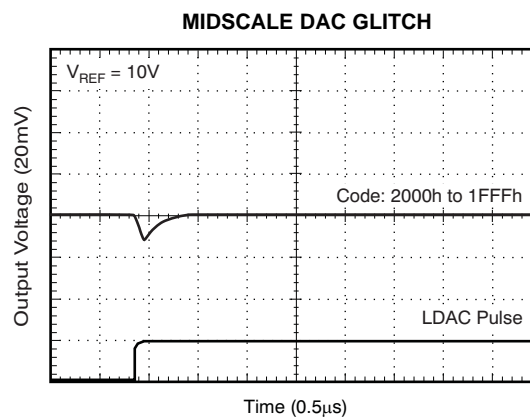 MIDSCALE DAC GLITCH
V_REF = 10V
Code: 2000h to 1FFFh
LDAC Pulse
Output Voltage (20mV)
Time (0.5μs)